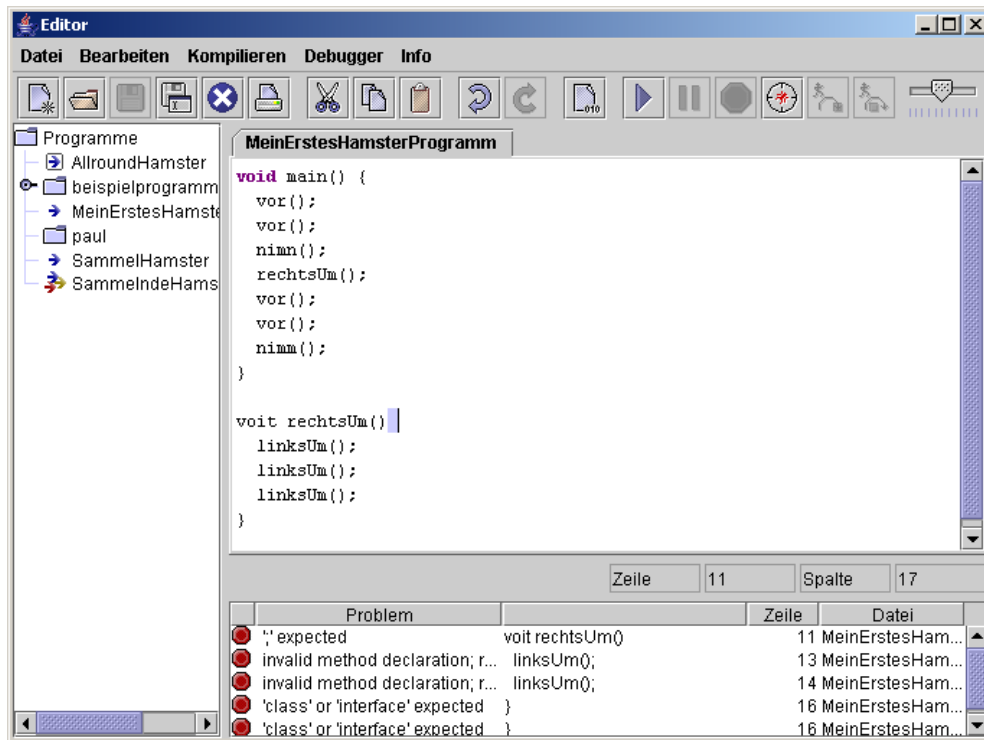 Editor
Datei Bearbeiten Kompilieren Debugger Info
Programme
AllroundHamster
beispielprogramm
MeinErstesHamste
paul
SammelHamster
SammelndeHams
MeinErstesHamsterProgramm
void main() {
vor();
vor();
nimn();
rechtsUm();
vor();
vor();
nimm();
}
voit rechtsUm()
linksUm();
linksUm();
linksUm();
}
Zeile 11 Spalte 17
Problem Zeile Datei
';' expected voit rechtsUm() 11 MeinErstesHam...
invalid method declaration; r... linksUm(); 13 MeinErstesHam...
invalid method declaration; r... linksUm(); 14 MeinErstesHam...
'class' or 'interface' expected } 16 MeinErstesHam...
'class' or 'interface' expected } 16 MeinErstesHam...